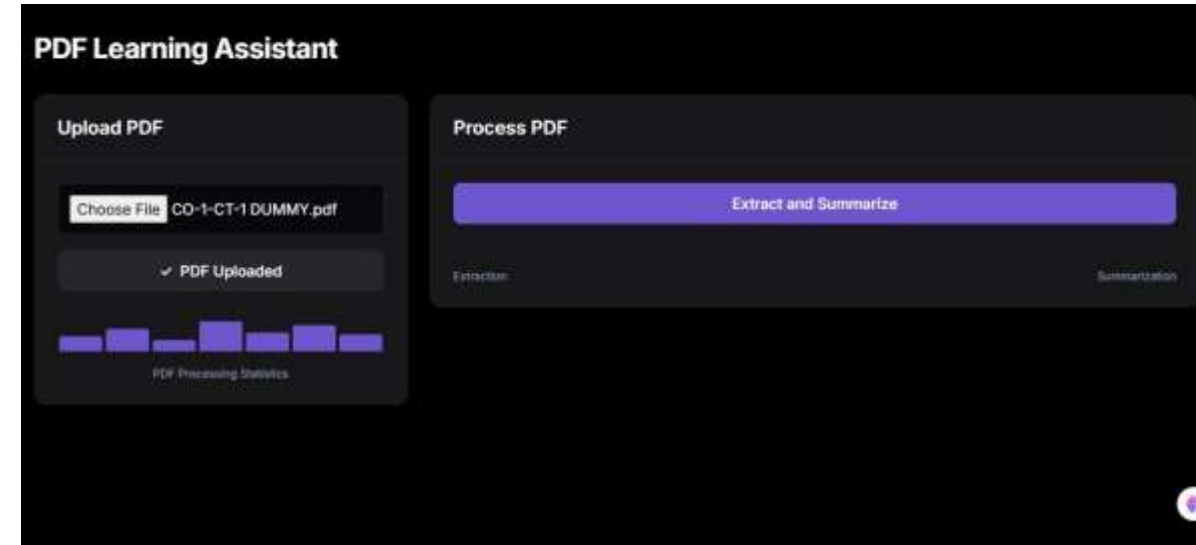 PDF Learning Assistant
Upload PDF
Choose File CO-1-CT-1 DUMMY.pdf
✓ PDF Uploaded
PDF Processing Statistics
Process PDF
Extract and Summarize
Extraction
Summarization